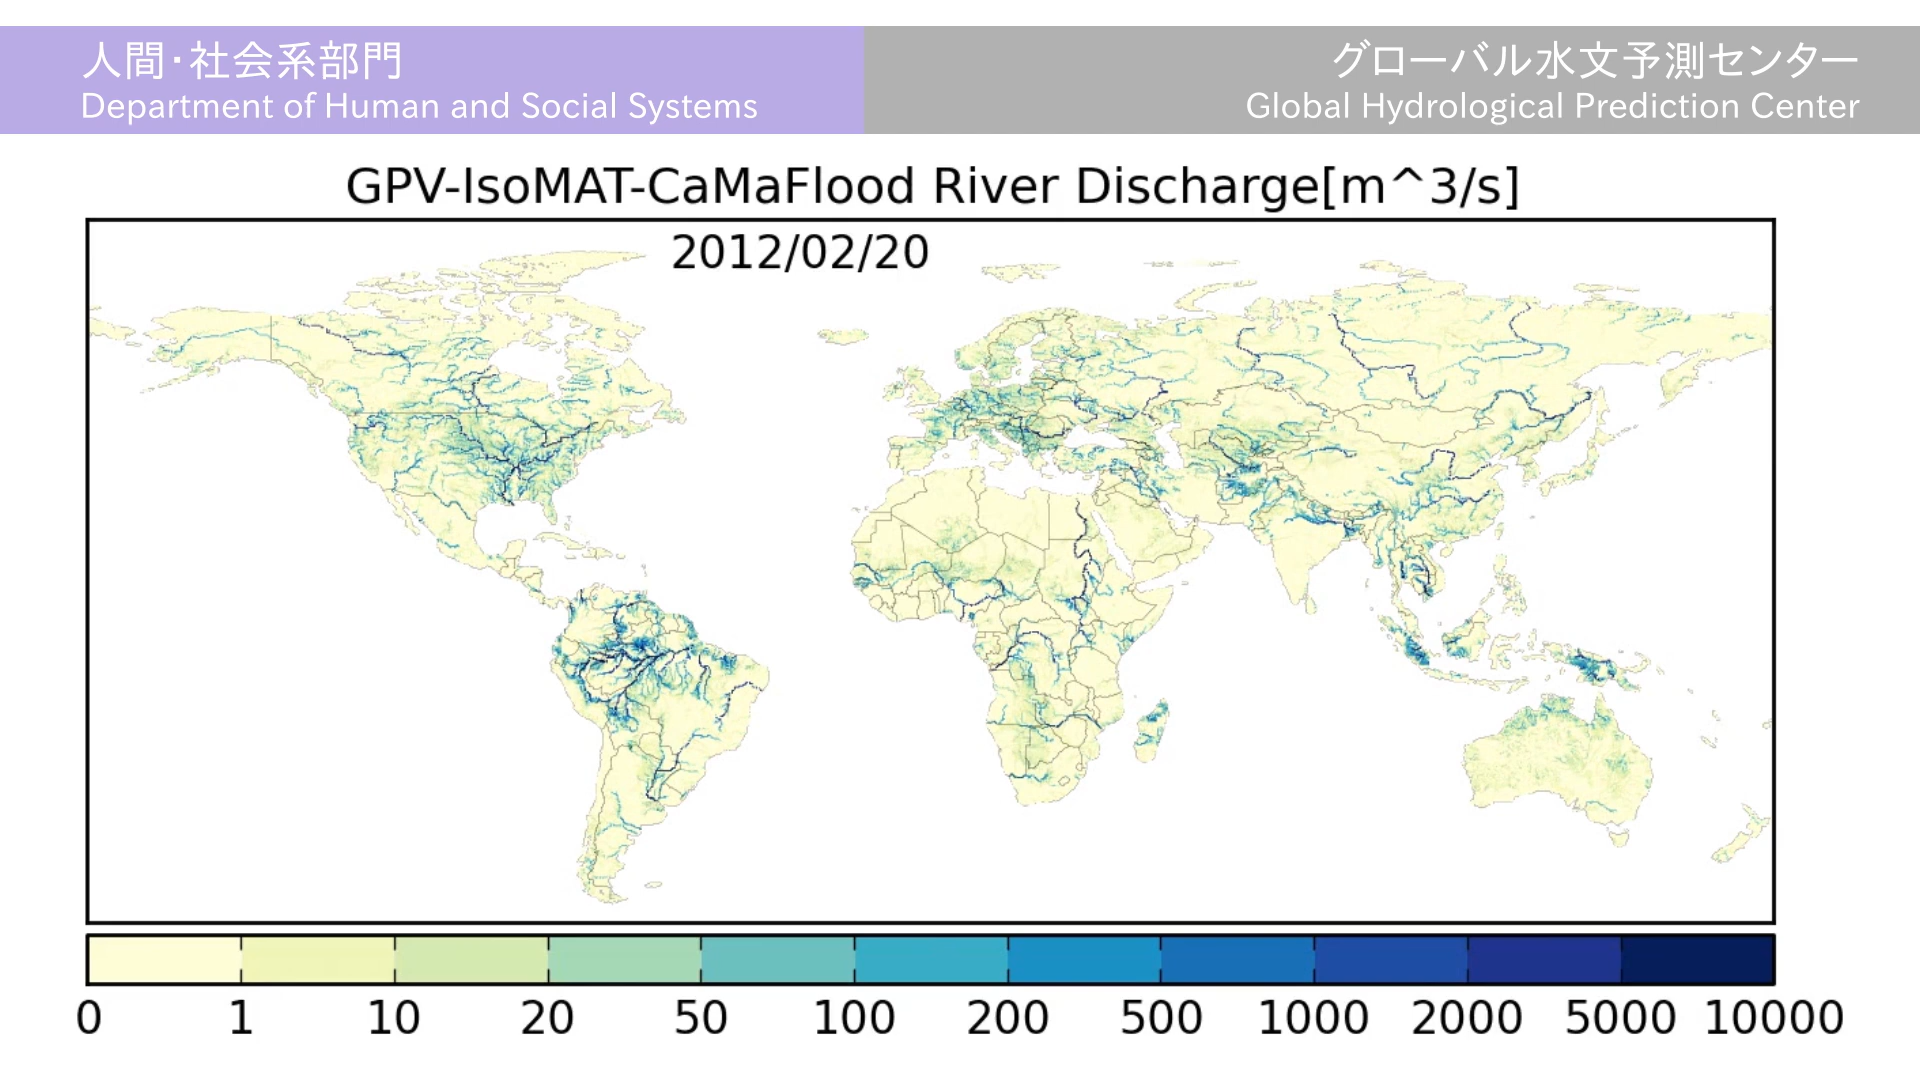 人間・社会系部門
Department of Human and Social Systems
グローバル水文予測センター
Global Hydrological Prediction Center
GPV-IsoMAT-CaMaFlood River Discharge[m^3/s]
2012/02/20
0 1 10 20 50 100 200 500 1000 2000 5000 10000